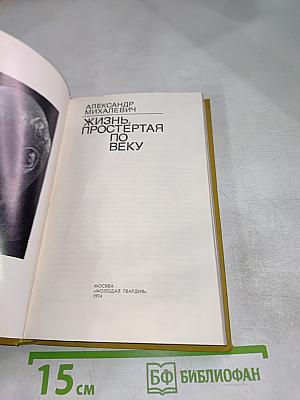 АЛЕКСАНДР
МИХАЛЕВИЧ
ЖИЗНЬ,
ПРОСТЕРТАЯ
ПО
ВЕКУ
МОСКВА
«МОЛОДАЯ ГВАРДИЯ»
1974
15 см
БФ БИБЛИОФАН